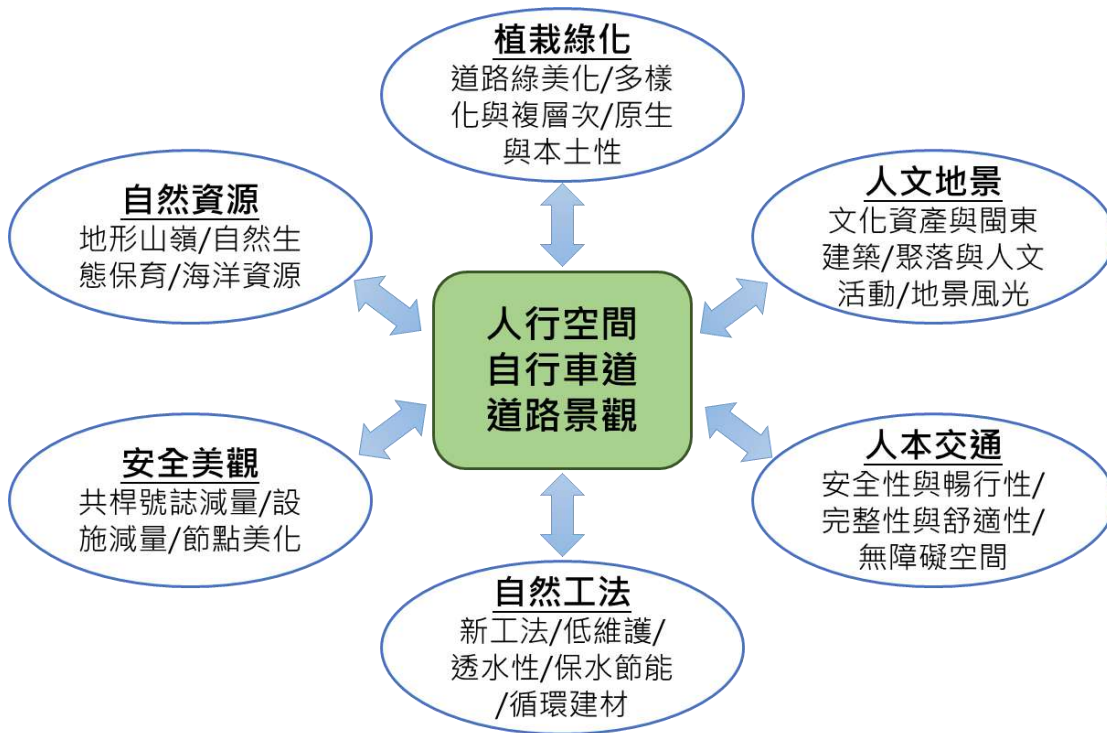 植栽綠化
道路綠美化/多樣
化與複層次/原生
與本土性
自然資源
地形山嶺/自然生
態保育/海洋資源
人文地景
文化資產與閩東
建築/聚落與人文
活動/地景風光
人行空間
自行車道
道路景觀
安全美觀
共桿號誌減量/設
施減量/節點美化
人本交通
安全性與暢行性/
完整性與舒適性/
無障礙空間
自然工法
新工法/低維護/
透水性/保水節能
/循環建材